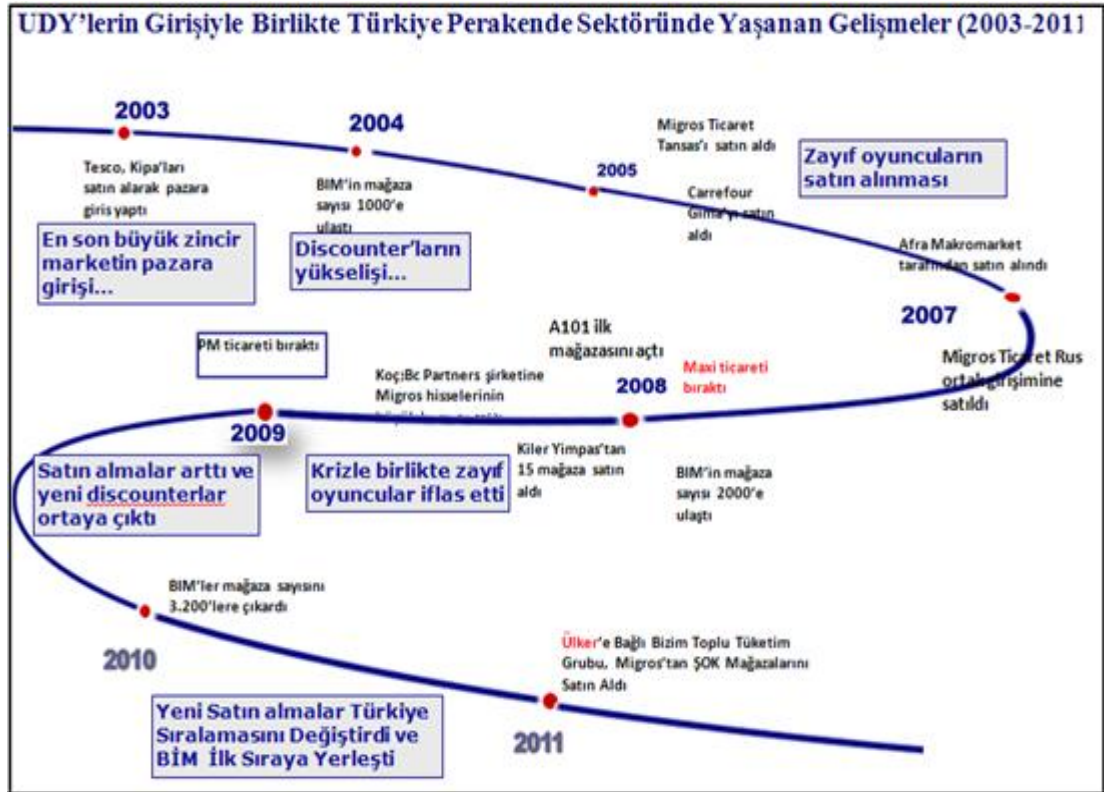 UDY'lerin Girişiyle Birlikte Türkiye Perakende Sektöründe Yaşanan Gelişmeler (2003-2011
2003
Tesco, Kipa'ları
satın alarak pazara
giris yaptı
En son büyük zincir
marketin pazara
girişi...
2004
BIM'in mağaza
sayısı 1000'e
ulastı
Discounter'ların
yükselişi...
2005
Migros Ticaret
Tansas'ı satın aldı
Carrefour
Gima'yı satın
aldı
Zayıf oyuncuların
satın alınması
Afra Makromarket
tarafından satın alındı
2007
Migros Ticaret Rus
ortak girişimine
satıldı
A101 ilk
mağazasını açtı
2008
Maxi ticareti
bıraktı
Kiler Yimpas'tan
15 mağaza satın
aldı
BIM'in mağaza
sayısı 2000'e
ulaştı
Koç;Bc Partners şirketine
Migros hisselerinin
PM ticareti bıraktı
2009
Satın almalar arttı ve
yeni discounterlar
ortaya çıktı
Krizle birlikte zayıf
oyuncular iflas etti
BIM'ler mağaza sayısını
3.200'lere çıkardı
2010
Yeni Satın almalar Türkiye
Sıralamasını Değiştirdi ve
BİM İlk Sıraya Yerleşti
Ülker'e Bağlı Bizim Toplu Tüketim
Grubu, Migros'tan ŞOK Mağazalarını
Satın Aldı
2011